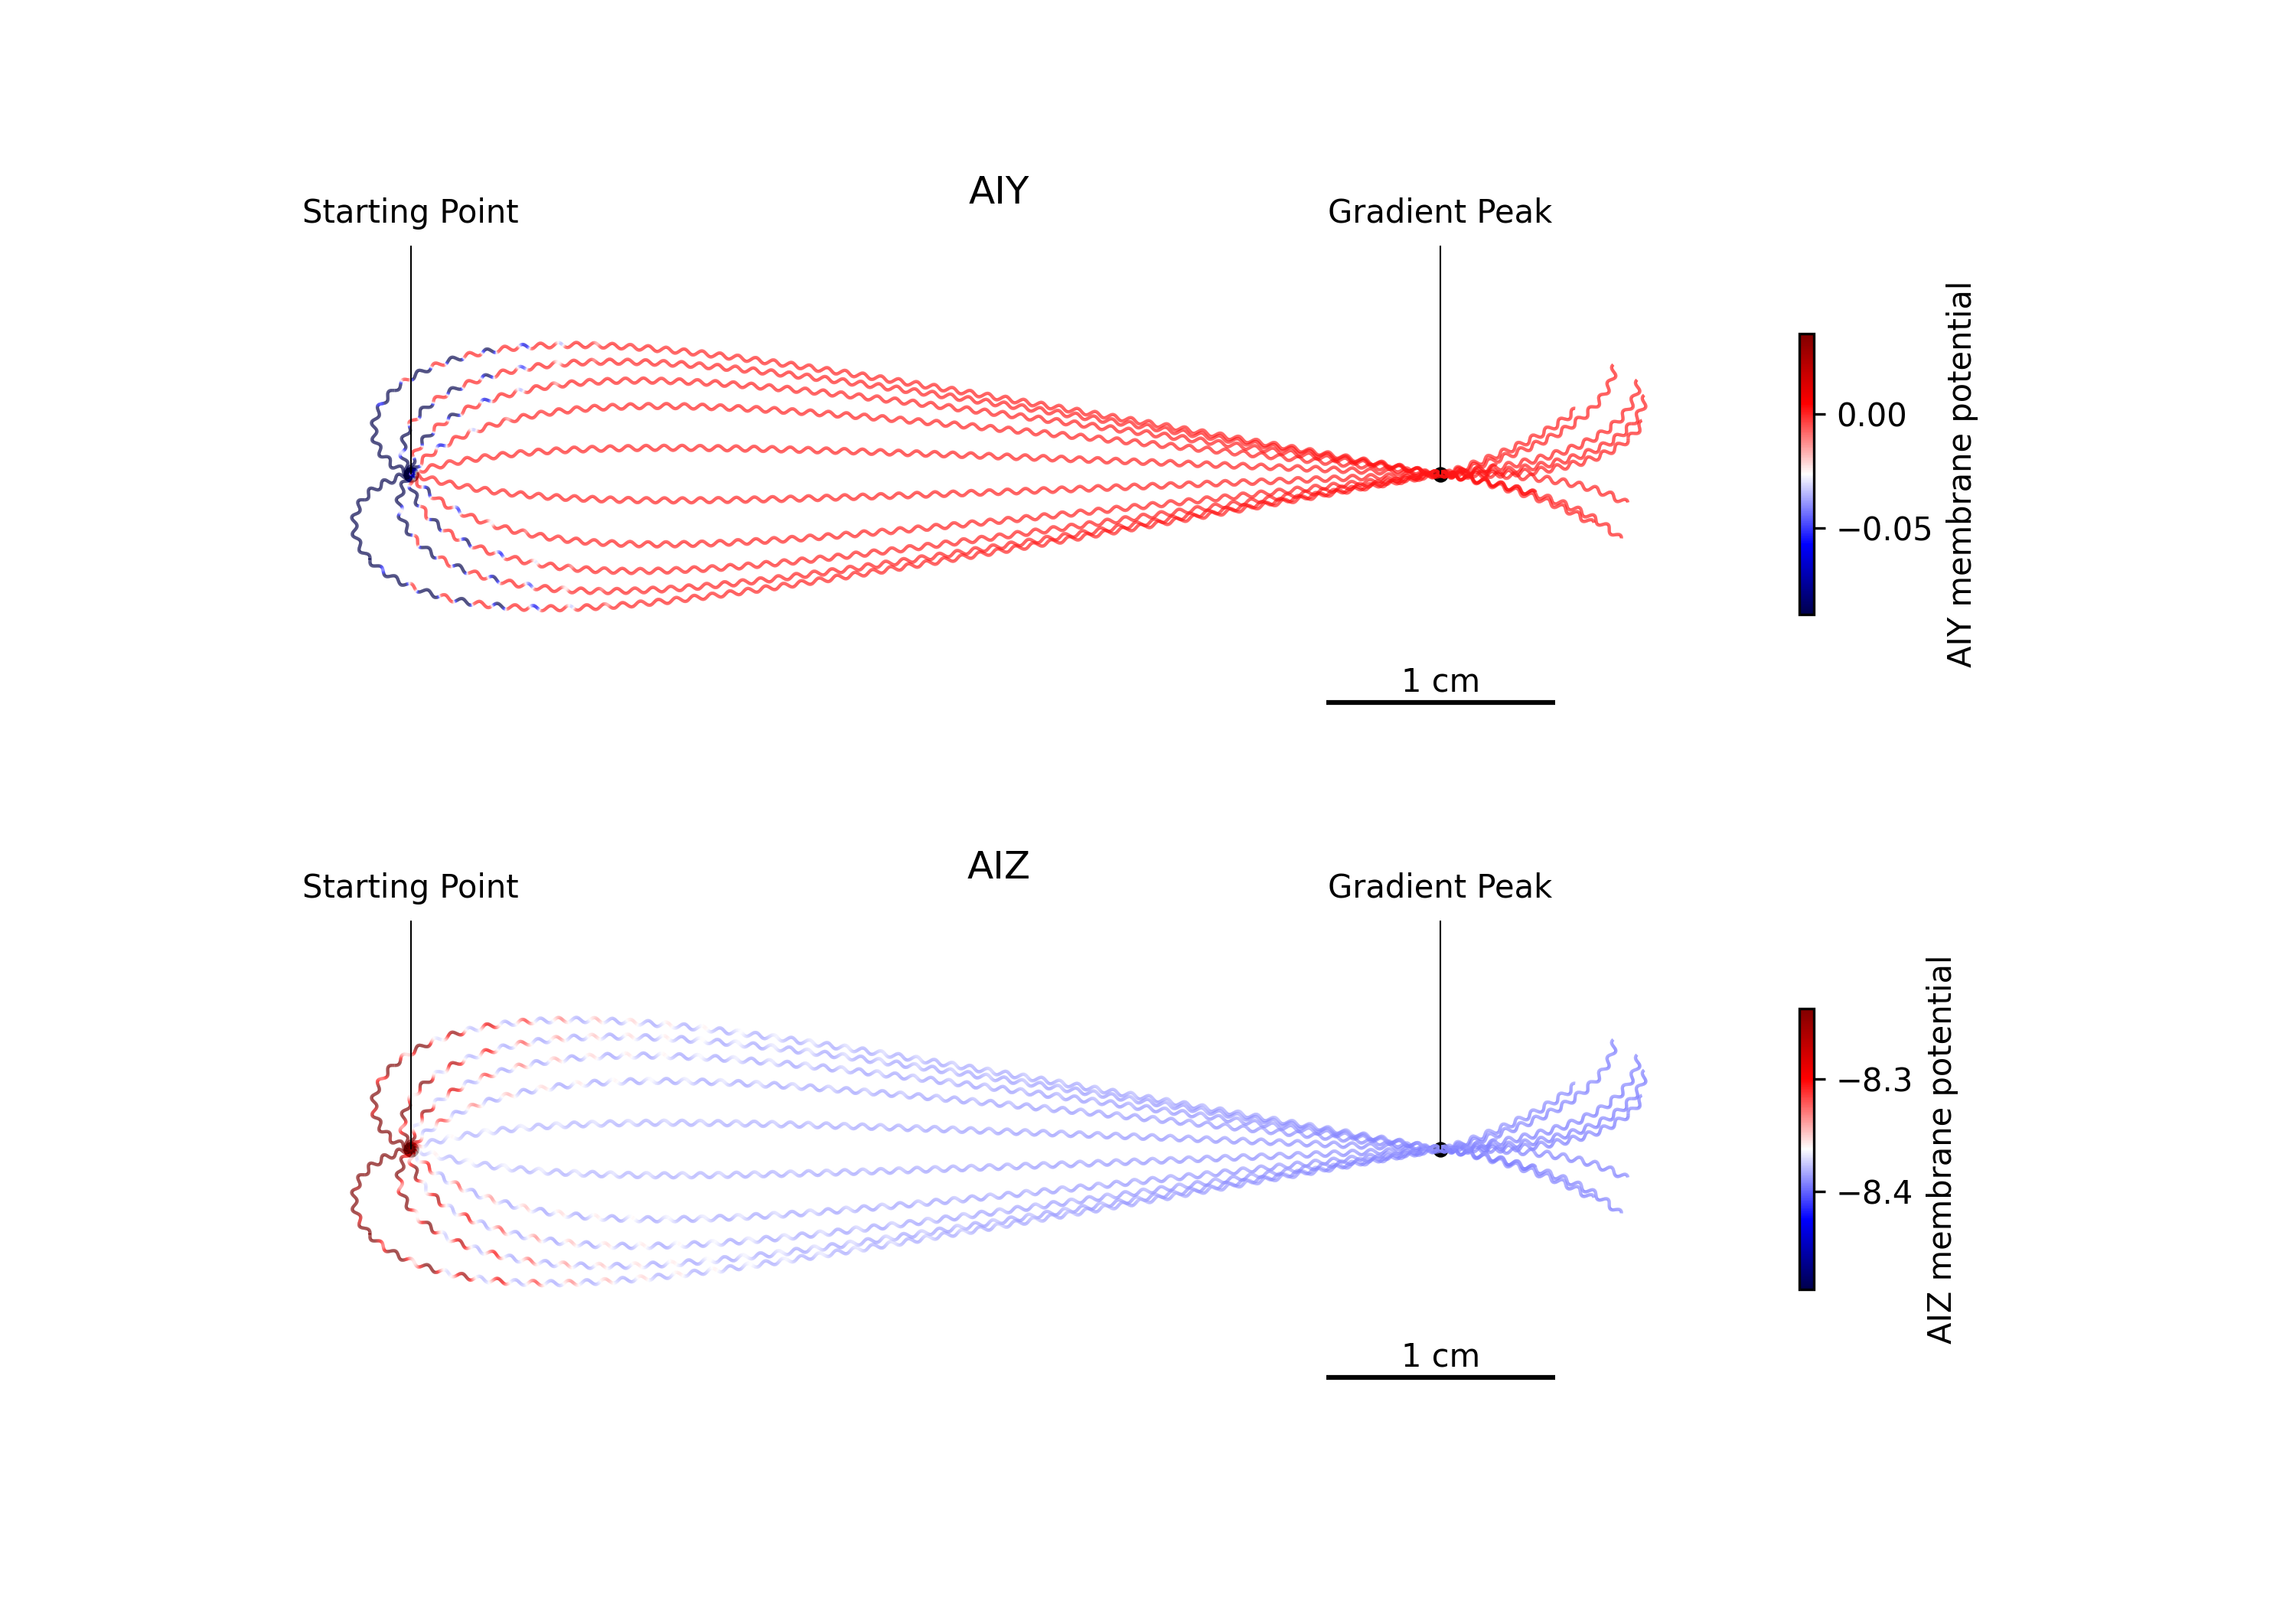 AIY
Starting Point
Gradient Peak
0.00
−0.05
AIY membrane potential
1 cm
AIZ
Starting Point
Gradient Peak
−8.3
−8.4
AIZ membrane potential
1 cm